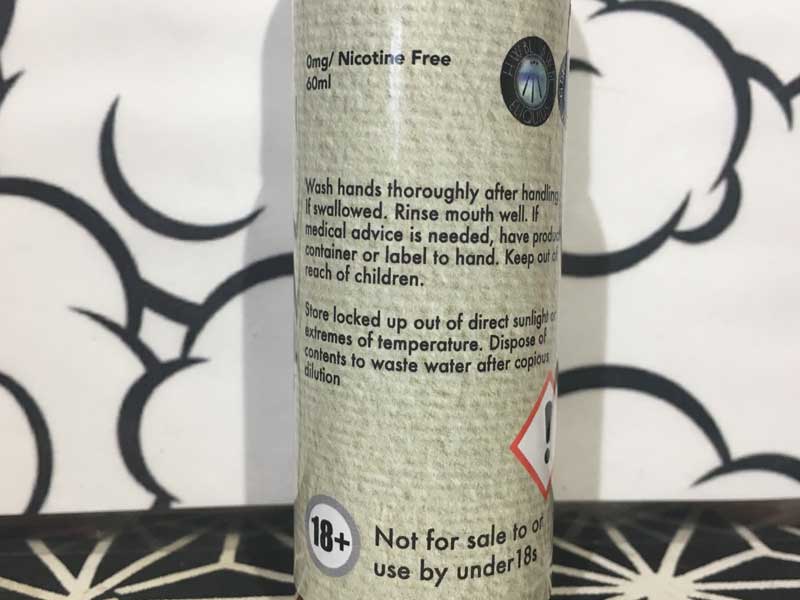 0mg/ Nicotine Free
60ml
Wash hands thoroughly after handling.
If swallowed. Rinse mouth well. If
medical advice is needed, have product
container or label to hand. Keep out of
reach of children.
Store locked up out of direct sunlight or
extremes of temperature. Dispose of
contents to waste water after copious
dilution
!
18+
Not for sale to or
use by under18s